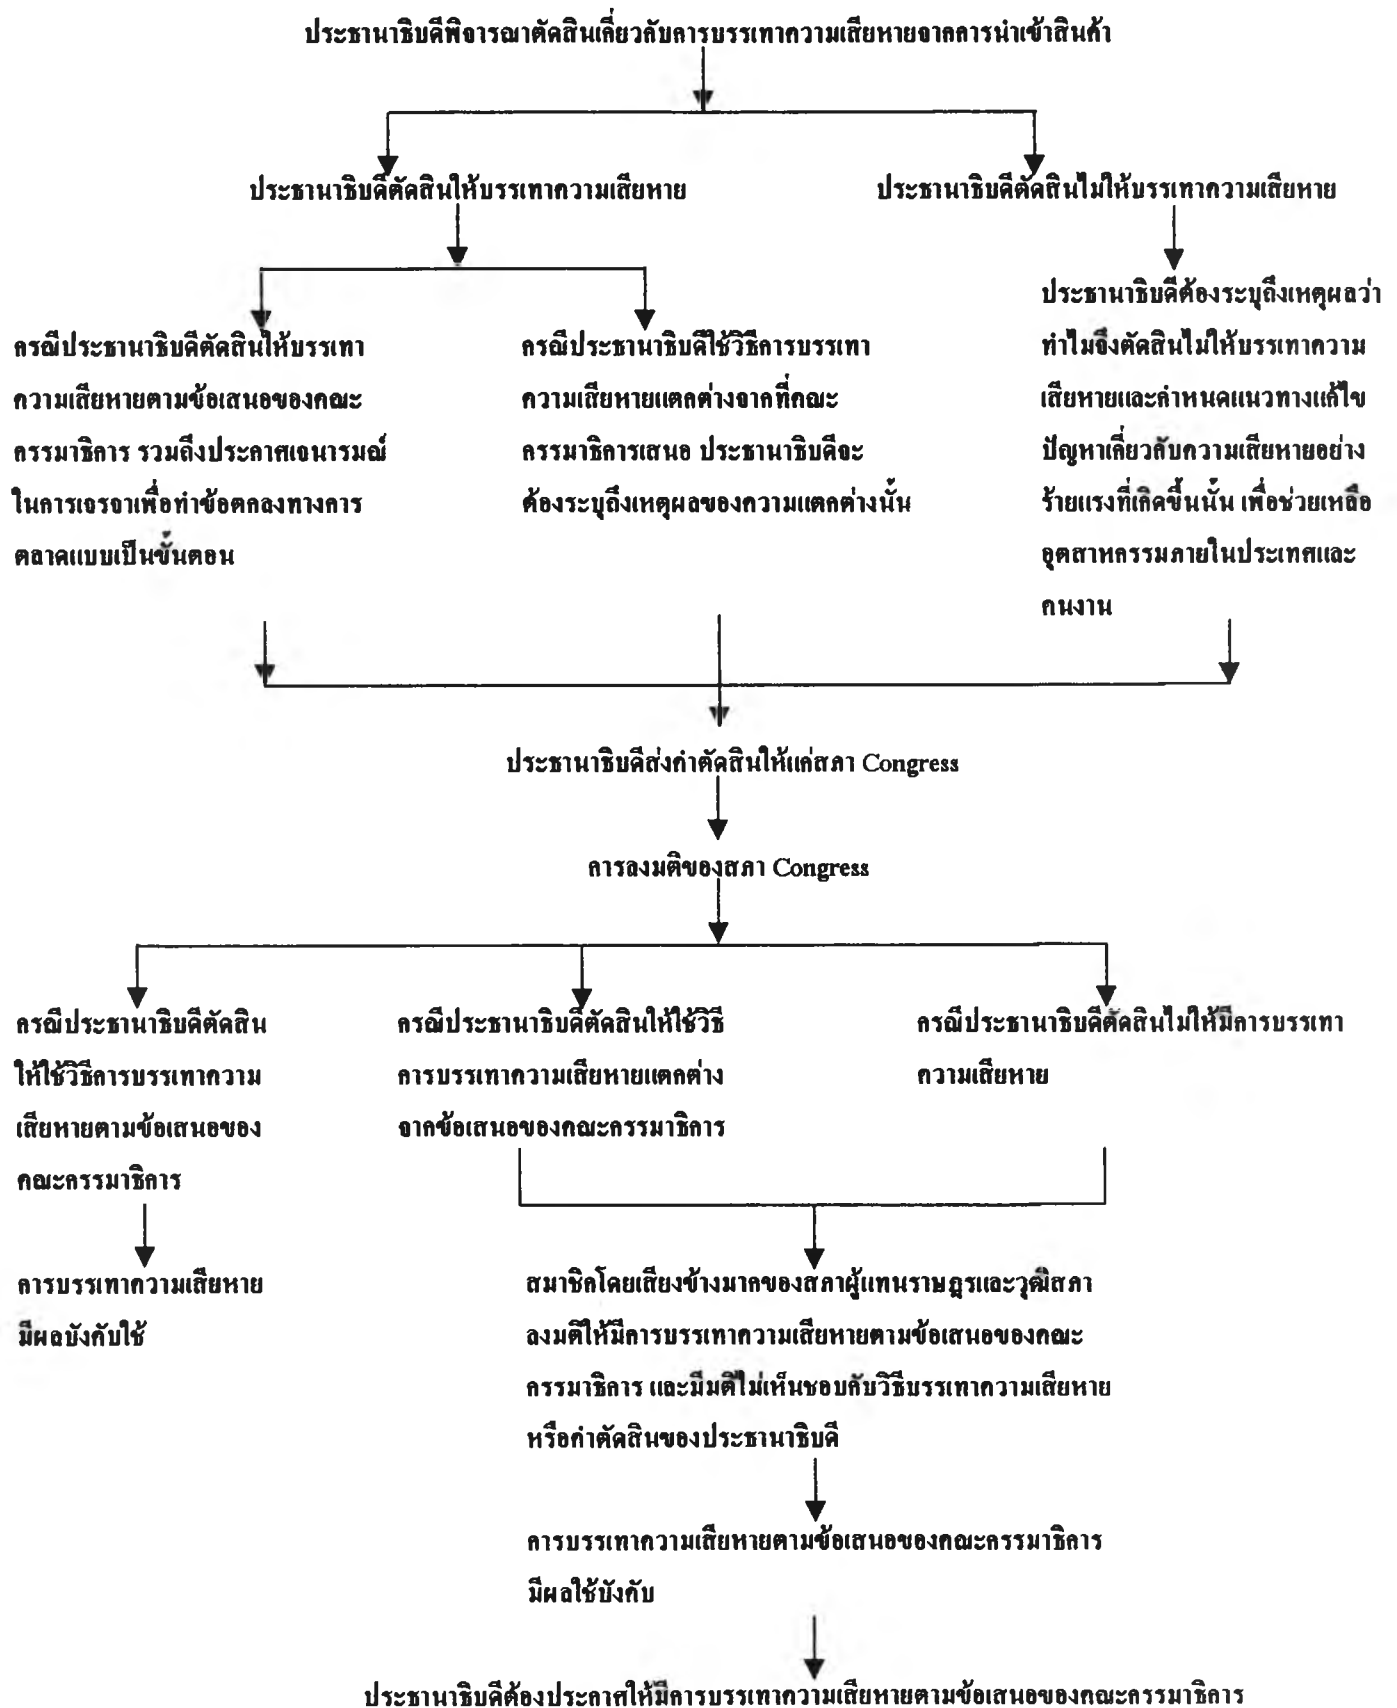 ประธานาธิบดีพิจารณาตัดสินเกี่ยวกับการบรรเทาความเสียหายจากการนำเข้าสินค้า
ประธานาธิบดีตัดสินให้บรรเทาความเสียหาย
ประธานาธิบดีตัดสินไม่ให้บรรเทาความเสียหาย
กรณีประธานาธิบดีตัดสินให้บรรเทา
ความเสียหายตามข้อเสนอของคณะ
กรรมาธิการ รวมถึงประกาศเจนารมณ์
ในการเจรจาเพื่อทำข้อตกลงทางการ
ตลาดแบบเป็นขั้นตอน
กรณีประธานาธิบดีใช้วิธีการบรรเทา
ความเสียหายแตกต่างจากที่คณะ
กรรมาธิการเสนอ ประธานาธิบดีจะ
ต้องระบุถึงเหตุผลของความแตกต่างนั้น
ประธานาธิบดีต้องระบุถึงเหตุผลว่า
ทำไมจึงตัดสินไม่ให้บรรเทาความ
เสียหายและกำหนดแนวทางแก้ไข
ปัญหาเกี่ยวกับความเสียหายอย่าง
ร้ายแรงที่เกิดขึ้นนั้น เพื่อช่วยเหลือ
อุตสาหกรรมภายในประเทศและ
คนงาน
ประธานาธิบดีส่งคำตัดสินให้แก่สภา Congress
การลงมติของสภา Congress
กรณีประธานาธิบดีตัดสิน
ให้ใช้วิธีการบรรเทาความ
เสียหายตามข้อเสนอของ
คณะกรรมาธิการ
กรณีประธานาธิบดีตัดสินให้ใช้วิธี
การบรรเทาความเสียหายแตกต่าง
จากข้อเสนอของคณะกรรมาธิการ
กรณีประธานาธิบดีตัดสินไม่ให้มีการบรรเทา
ความเสียหาย
การบรรเทาความเสียหาย
มีผลบังคับใช้
สมาชิกโดยเสียงข้างมากของสภาผู้แทนราษฎรและวุฒิสภา
ลงมติให้มีการบรรเทาความเสียหายตามข้อเสนอของคณะ
กรรมาธิการ และมีมติไม่เห็นชอบกับวิธีบรรเทาความเสียหาย
หรือคำตัดสินของประธานาธิบดี
การบรรเทาความเสียหายตามข้อเสนอของคณะกรรมาธิการ
มีผลใช้บังคับ
ประธานาธิบดีต้องประกาศให้มีการบรรเทาความเสียหายตามข้อเสนอของคณะกรรมาธิการ